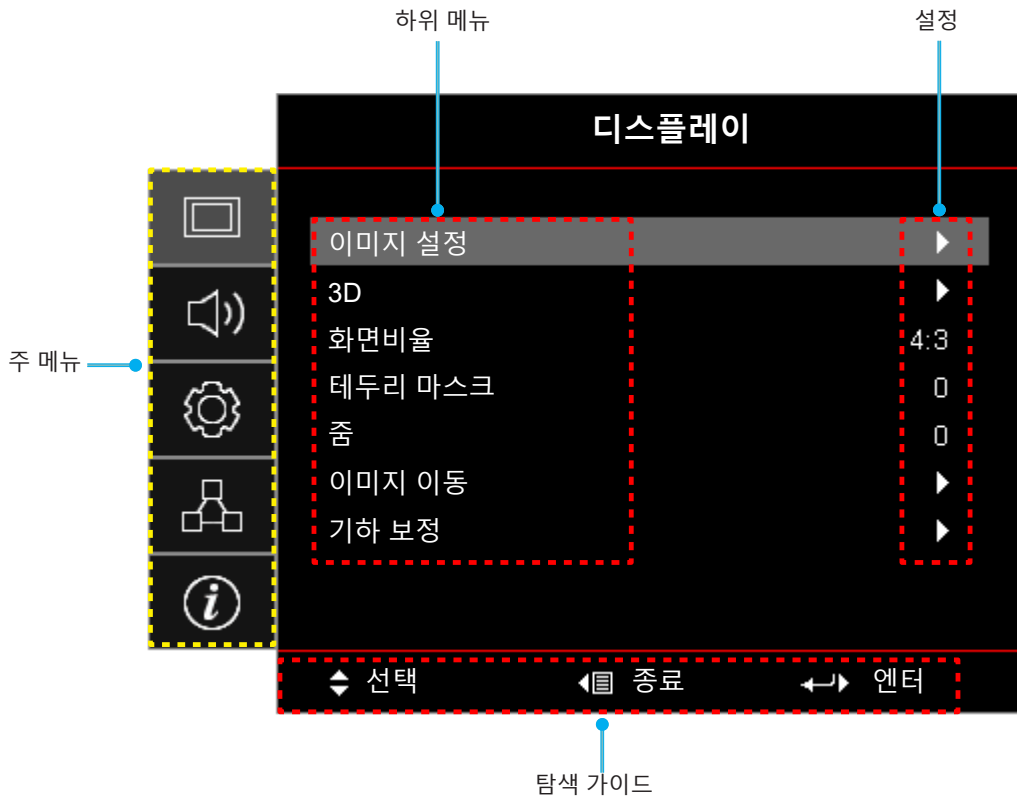 하위 메뉴 설정
디스플레이
이미지 설정
3D
화면비율 4:3
주 메뉴
테두리 마스크 0
줌 0
이미지 이동
기하 보정
선택 종료 엔터
탐색 가이드